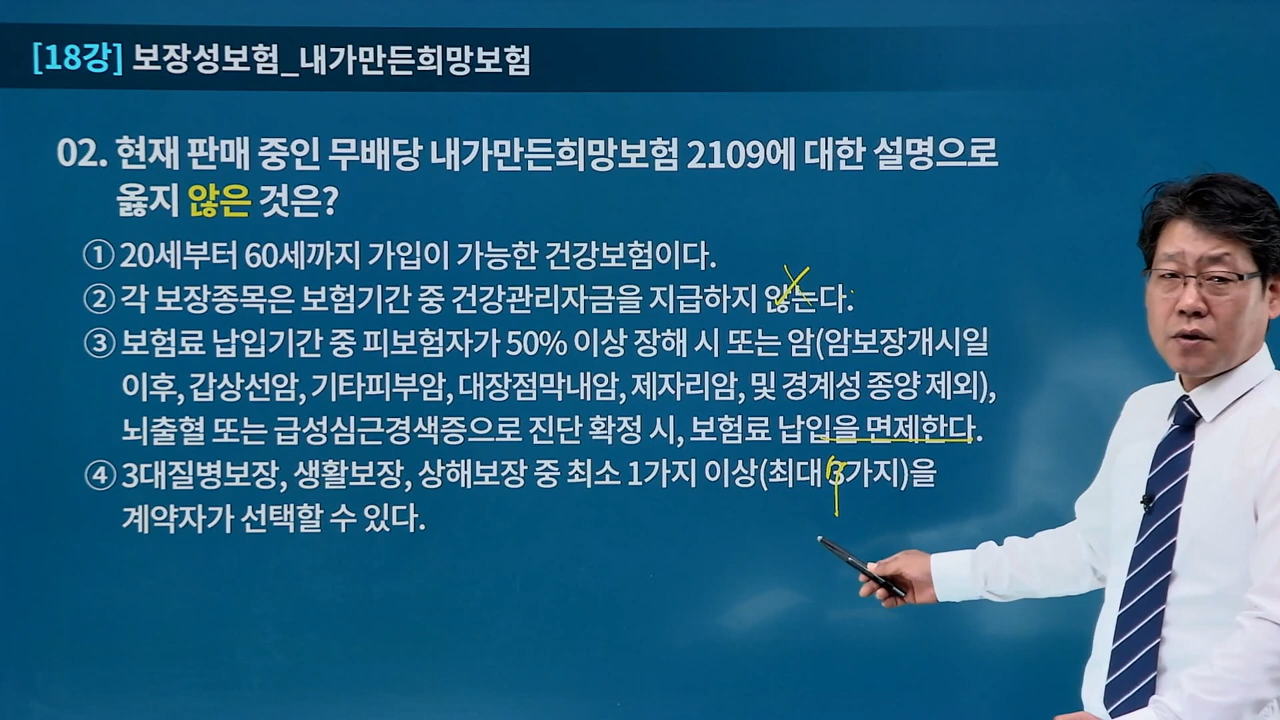 [18강] 보장성보험_내가만든희망보험
02. 현재 판매 중인 무배당 내가만든희망보험 2109에 대한 설명으로
옳지 않은 것은?
① 20세부터 60세까지 가입이 가능한 건강보험이다.
② 각 보장종목은 보험기간 중 건강관리자금을 지급하지 않는다.
③ 보험료 납입기간 중 피보험자가 50% 이상 장해 시 또는 암(암보장개시일
이후, 갑상선암, 기타피부암, 대장점막내암, 제자리암, 및 경계성 종양 제외),
뇌출혈 또는 급성심근경색증으로 진단 확정 시, 보험료 납입을 면제한다.
④ 3대질병보장, 생활보장, 상해보장 중 최소 1가지 이상(최대 3가지)을
계약자가 선택할 수 있다.